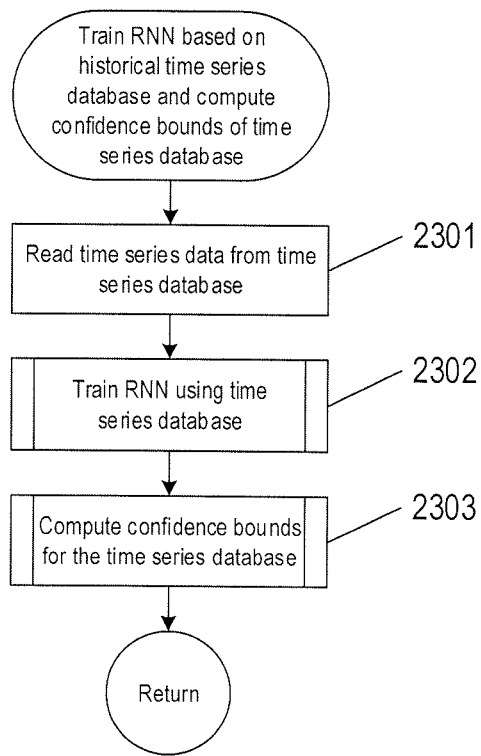 Train RNN based on
historical time series
database and compute
confidence bounds of time
series database
Read time series data from time
series database
2301
Train RNN using time
series database
2302
Compute confidence bounds
for the time series database
2303
Return